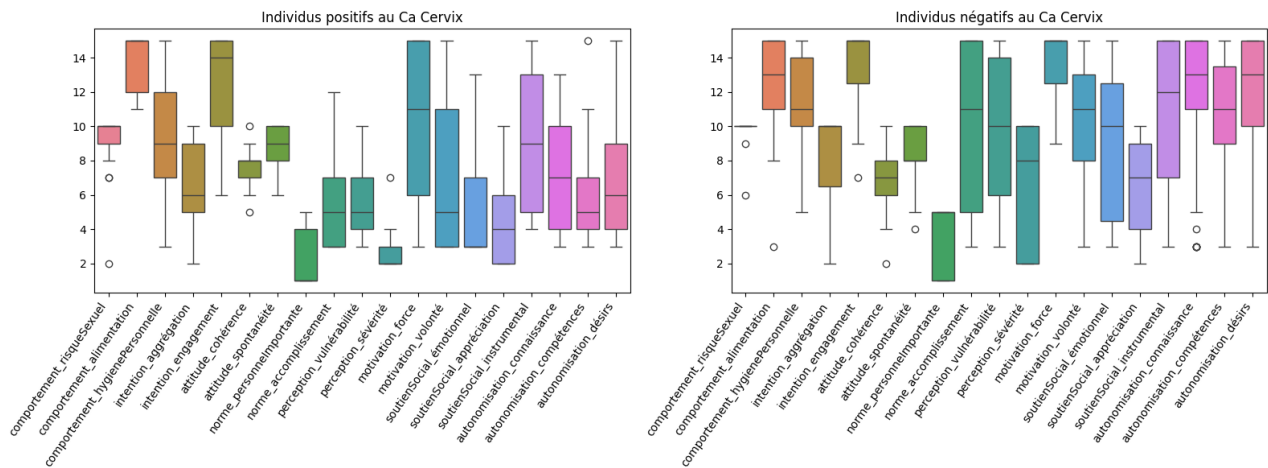 Individus positifs au Ca Cervix
14
12
10
8
6
4
2
comportement_risqueSexuel
comportement_alimentation
comportement_hygienePersonnelle
intention_aggrégation
intention_engagement
attitude_cohérence
attitude_spontanéité
norme_personneImportante
norme_accomplissement
perception_vulnérabilité
perception_sévérité
motivation_force
motivation_volonté
soutienSocial_émotionnel
soutienSocial_appréciation
soutienSocial_instrumental
autonomisation_connaissance
autonomisation_compétences
autonomisation_désirs
Individus négatifs au Ca Cervix
14
12
10
8
6
4
2
comportement_risqueSexuel
comportement_alimentation
comportement_hygienePersonnelle
intention_aggrégation
intention_engagement
attitude_cohérence
attitude_spontanéité
norme_personneImportante
norme_accomplissement
perception_vulnérabilité
perception_sévérité
motivation_force
motivation_volonté
soutienSocial_émotionnel
soutienSocial_appréciation
soutienSocial_instrumental
autonomisation_connaissance
autonomisation_compétences
autonomisation_désirs